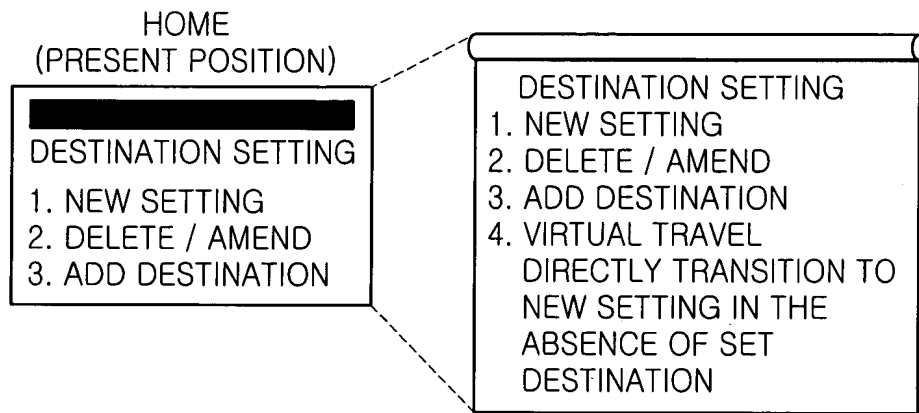 HOME
(PRESENT POSITION)
DESTINATION SETTING
1. NEW SETTING
2. DELETE / AMEND
3. ADD DESTINATION
DESTINATION SETTING
1. NEW SETTING
2. DELETE / AMEND
3. ADD DESTINATION
4. VIRTUAL TRAVEL
DIRECTLY TRANSITION TO
NEW SETTING IN THE
ABSENCE OF SET
DESTINATION